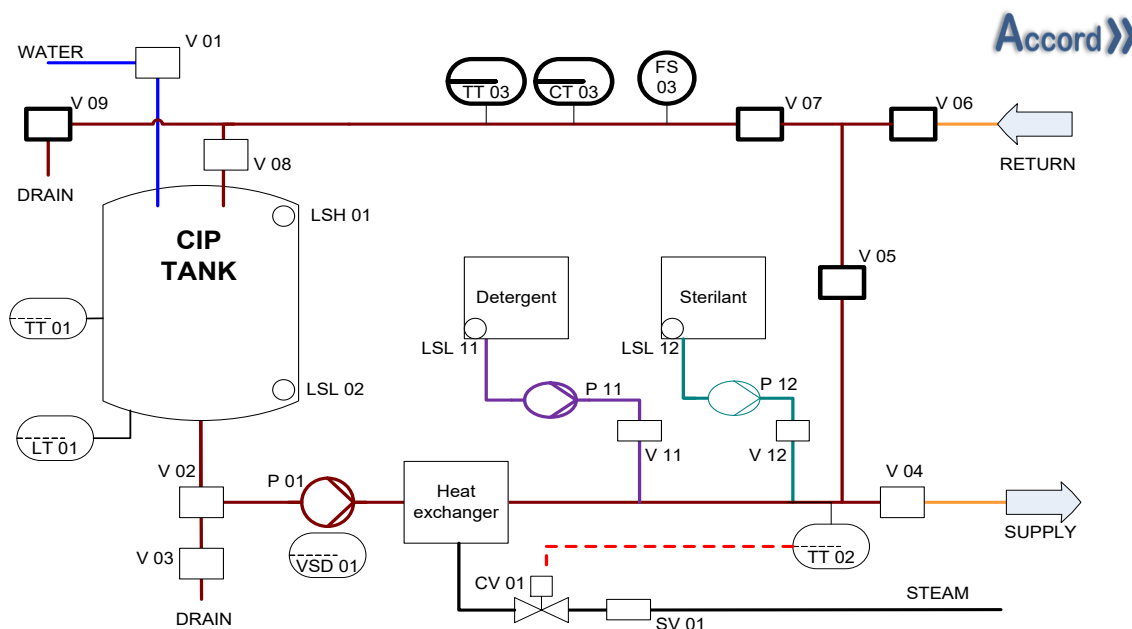 Accord
V 01
WATER
V 09
TT 03
CT 03
FS
03
V 07
V 06
V 08
DRAIN
RETURN
LSH 01
CIP
TANK
V 05
Detergent
Sterilant
TT 01
LSL 11
LSL 12
LSL 02
P 11
P 12
LT 01
V 11
V 12
V 02
P 01
Heat
exchanger
V 04
SUPPLY
V 03
VSD 01
TT 02
CV 01
DRAIN
STEAM
SV 01